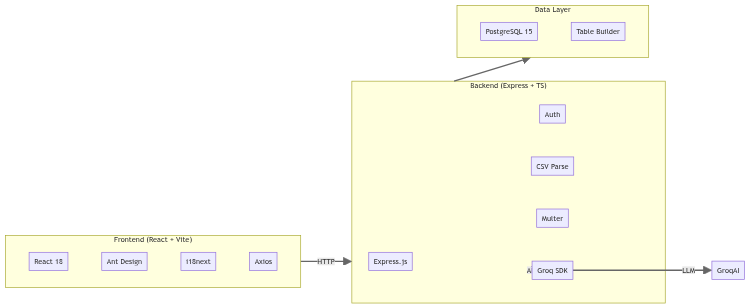 Data Layer
PostgreSQL 15
Table Builder
Backend (Express + TS)
Auth
CSV Parse
Multer
Frontend (React + Vite)
React 18
Ant Design
i18next
Axios
HTTP
Express.js
Groq SDK
LLM
GroqAI